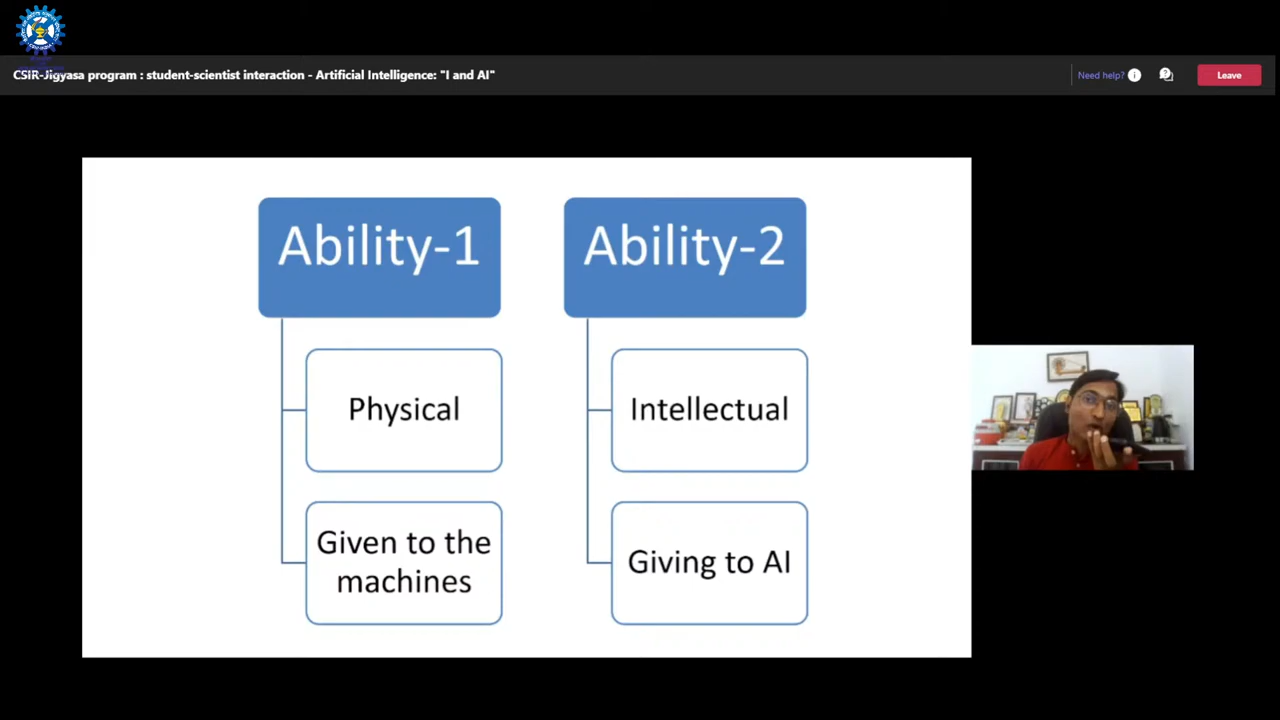 CSIR-Jigyasa program : student-scientist interaction - Artificial Intelligence: "I and AI"
Need help?
Leave
Ability-1
Physical
Given to the
machines
Ability-2
Intellectual
Giving to AI